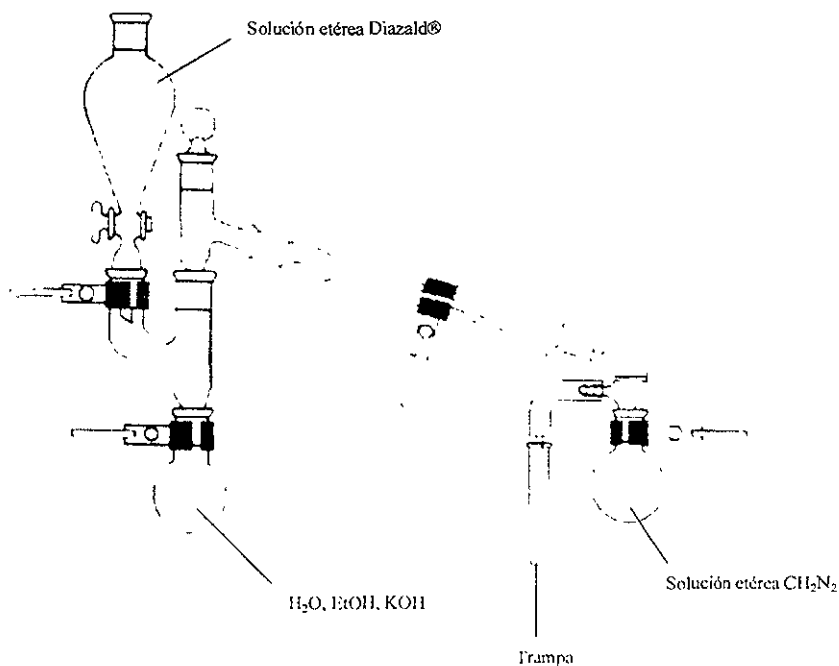 Solución etérea Diazald®
H₂O, EtOH, KOH
Solución etérea CH₂N₂
Trampa